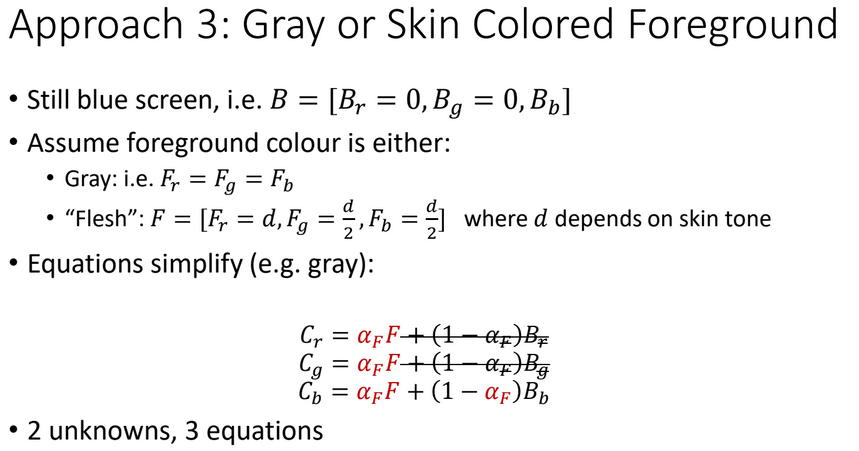 Approach 3: Gray or Skin Colored Foreground
• Still blue screen, i.e. B = [B_r = 0, B_g = 0, B_b]
• Assume foreground colour is either:
• Gray: i.e. F_r = F_g = F_b
• “Flesh”: F = [F_r = d, F_g = d/2, F_b = d/2] where d depends on skin tone
• Equations simplify (e.g. gray):
C_r = α_F F + (1 − α_F)B_r
C_g = α_F F + (1 − α_F)B_g
C_b = α_F F + (1 − α_F)B_b
• 2 unknowns, 3 equations